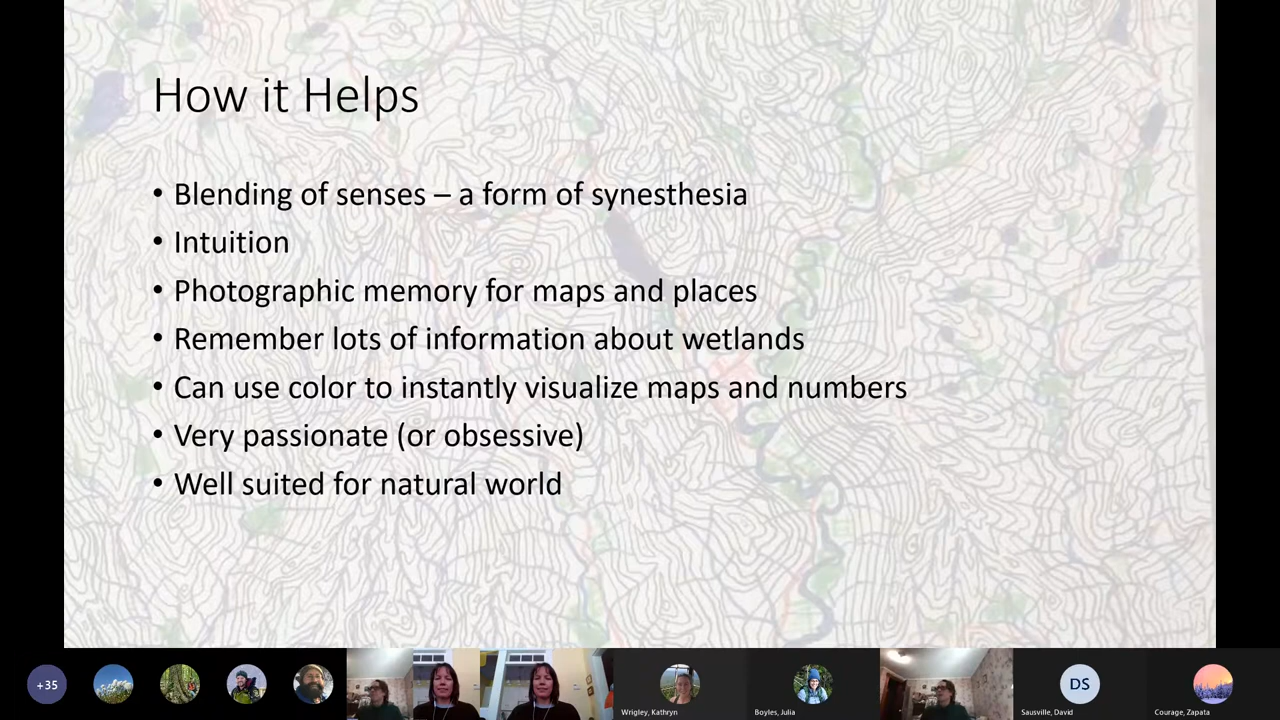 How it Helps
• Blending of senses – a form of synesthesia
• Intuition
• Photographic memory for maps and places
• Remember lots of information about wetlands
• Can use color to instantly visualize maps and numbers
• Very passionate (or obsessive)
• Well suited for natural world
+35
Wrigley, Kathryn
Boyles, Julia
DS
Sausville, David
Courage, Zapata